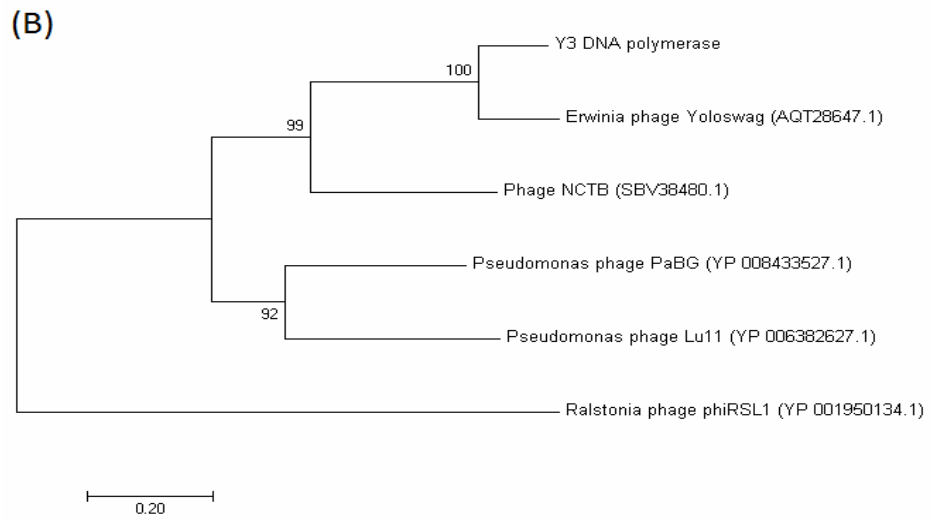 (B)
Y3 DNA polymerase
100
Erwinia phage Yoloswag (AQT28647.1)
99
Phage NCTB (SBV38480.1)
Pseudomonas phage PaBG (YP 008433527.1)
92
Pseudomonas phage Lu11 (YP 006382627.1)
Ralstonia phage phiRSL1 (YP 001950134.1)
0.20